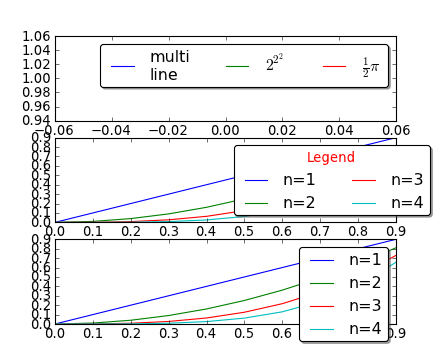 1.06
1.04
1.02
1.00
0.98
0.96
0.94
multi
line
2^{2^2}
½π
−0.06 −0.04 −0.02 0.00 0.02 0.04 0.06
0.9
0.8
0.7
0.6
0.5
0.4
0.3
0.2
0.1
0.0
Legend
n=1 n=3
n=2 n=4
0.0 0.1 0.2 0.3 0.4 0.5 0.6 0.7 0.8 0.9
0.9
0.8
0.7
0.6
0.5
0.4
0.3
0.2
0.1
0.0
n=1
n=2
n=3
n=4
0.0 0.1 0.2 0.3 0.4 0.5 0.6 0.9